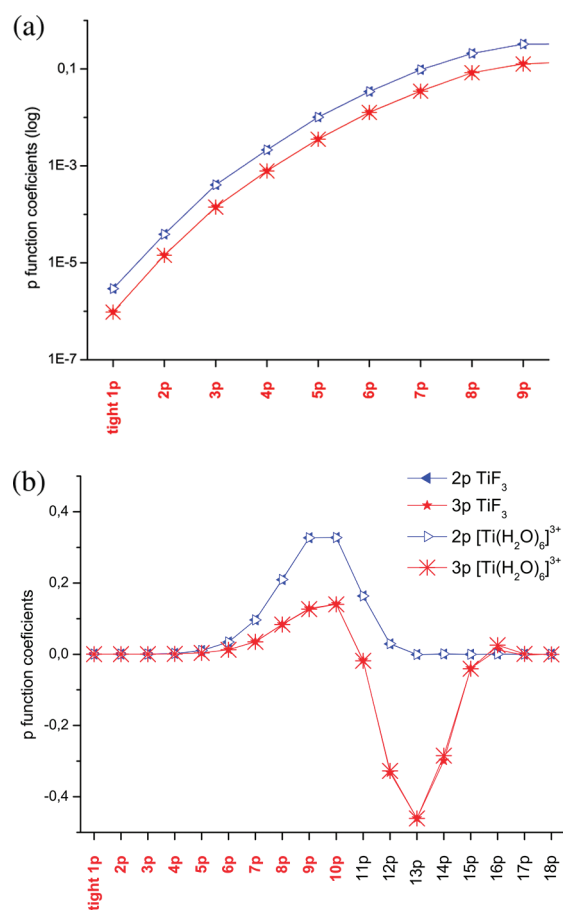 (a)
p function coeficients (log)
0,1
1E-3
1E-5
1E-7
tight 1p
2p
3p
4p
5p
6p
7p
8p
9p
(b)
2p TiF₃
3p TiF₃
2p [Ti(H₂O)₆]³⁺
3p [Ti(H₂O)₆]³⁺
p function coeficients
0,4
0,2
0,0
-0,2
-0,4
tight 1p
2p
3p
4p
5p
6p
7p
8p
9p
10p
11p
12p
13p
14p
15p
16p
17p
18p